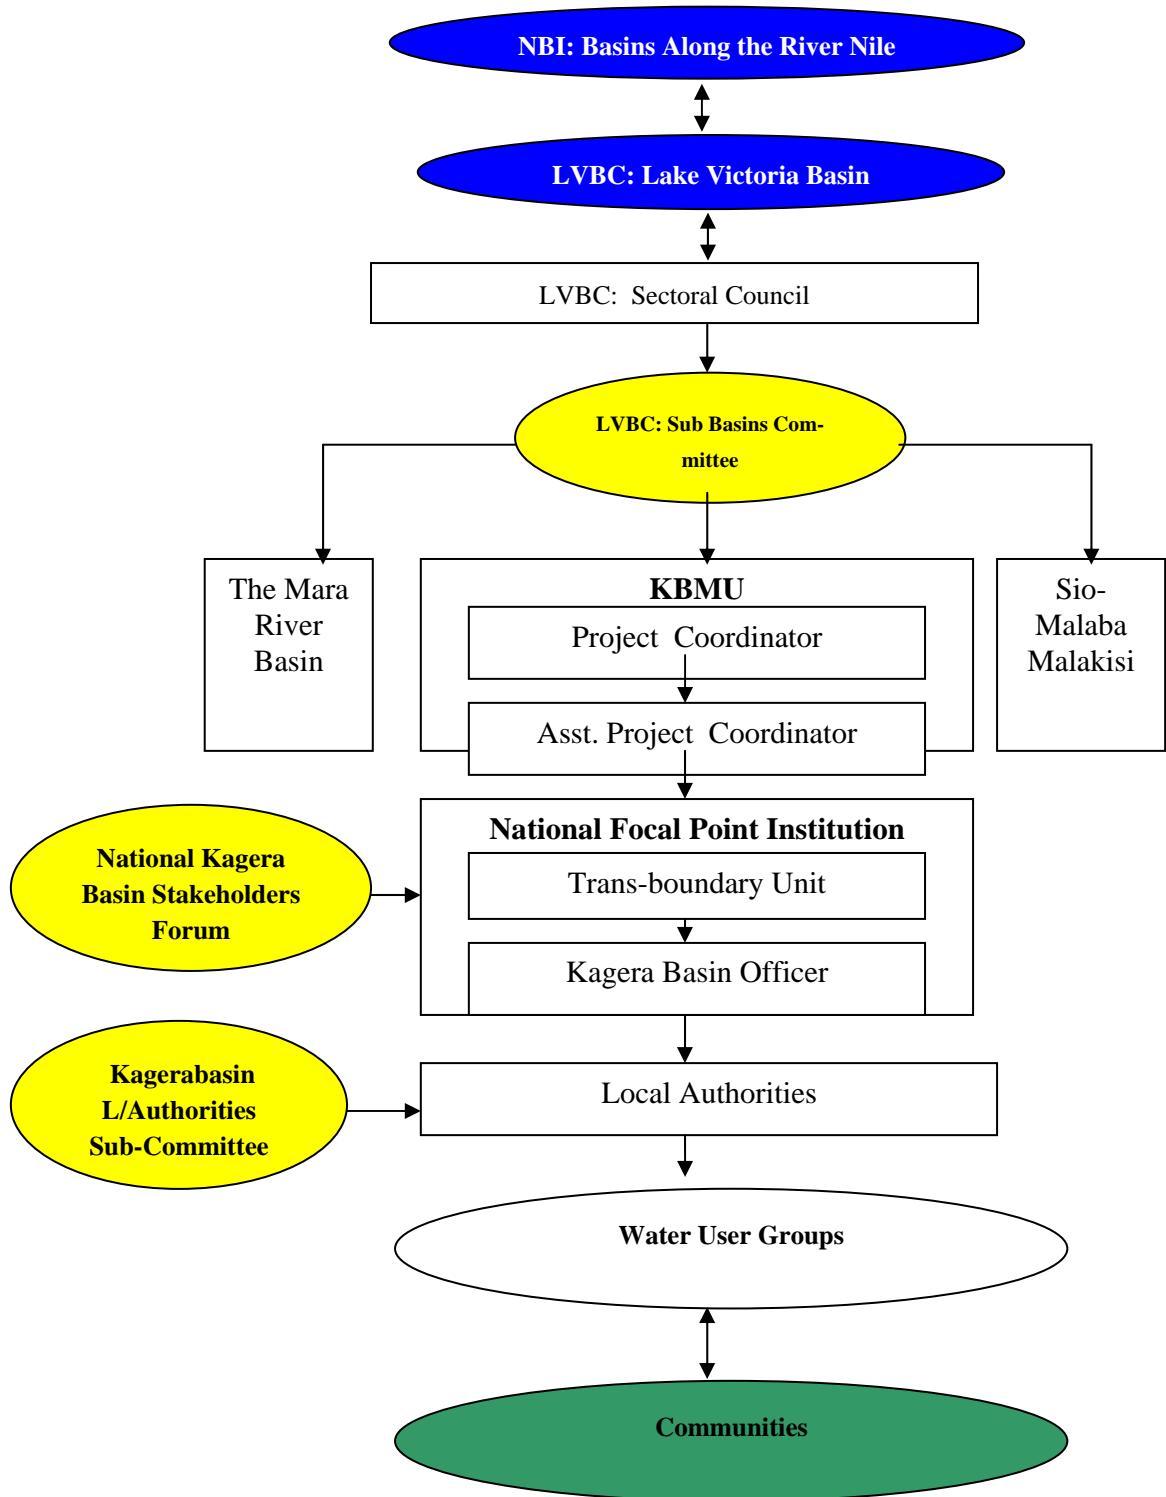 NBI: Basins Along the River Nile
LVBC: Lake Victoria Basin
LVBC: Sectoral Council
LVBC: Sub Basins Com-
mittee
The Mara
River
Basin
KBMU
Project Coordinator
Asst. Project Coordinator
Sio-
Malaba
Malakisi
National Kagera
Basin Stakeholders
Forum
National Focal Point Institution
Trans-boundary Unit
Kagera Basin Officer
Kagerabasin
L/Authorities
Sub-Committee
Local Authorities
Water User Groups
Communities